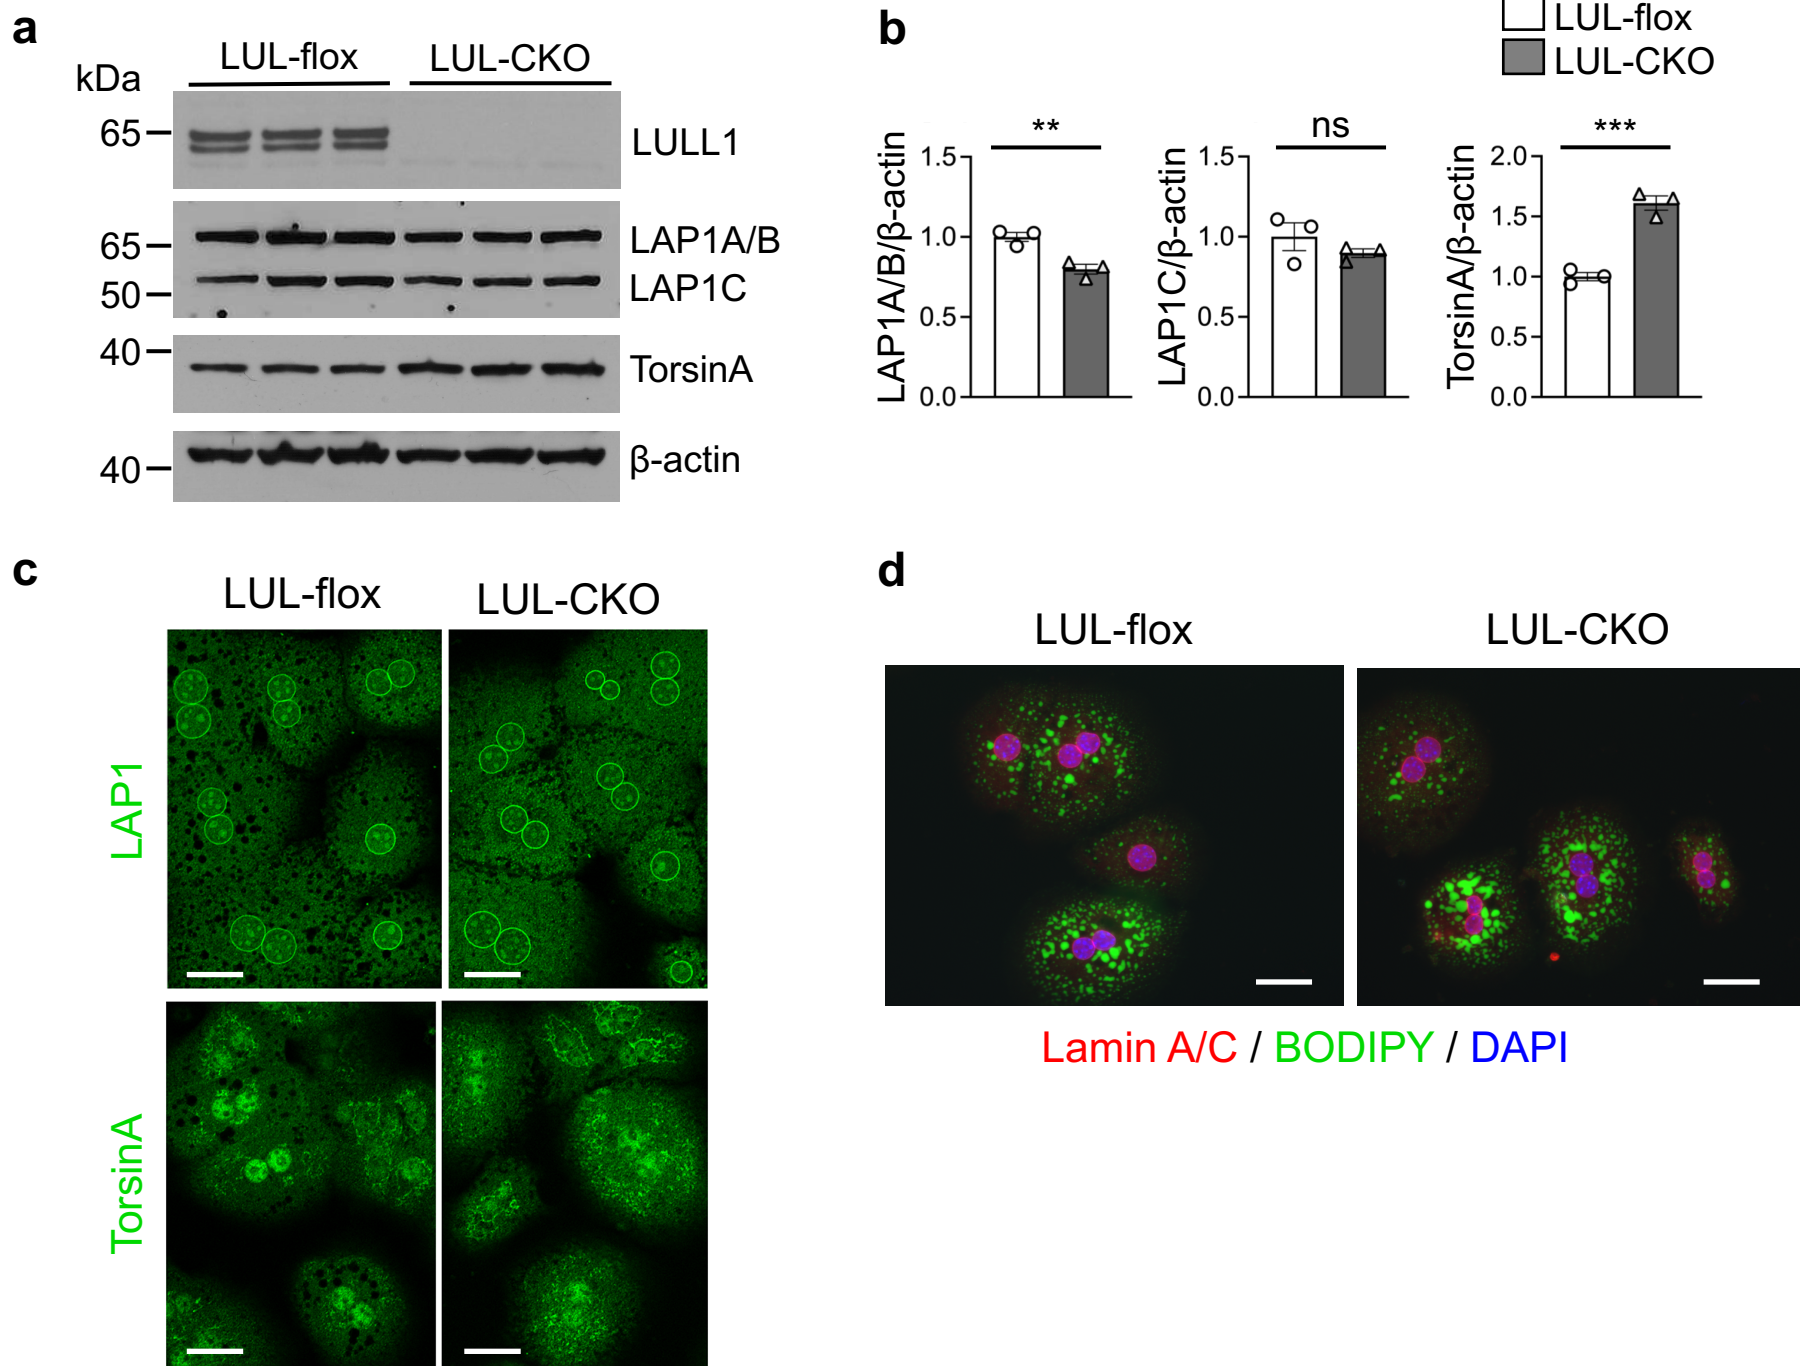 a
LUL-flox
LUL-CKO
kDa
65
LULL1
65
LAP1A/B
50
LAP1C
40
TorsinA
40
β-actin
b
LUL-flox
LUL-CKO
LAP1A/B/β-actin
**
1.5
1.0
0.5
0.0
LAP1C/β-actin
ns
1.5
1.0
0.5
0.0
TorsinA/β-actin
***
2.0
1.5
1.0
0.5
0.0
c
LUL-flox
LUL-CKO
LAP1
TorsinA
d
LUL-flox
LUL-CKO
Lamin A/C / BODIPY / DAPI